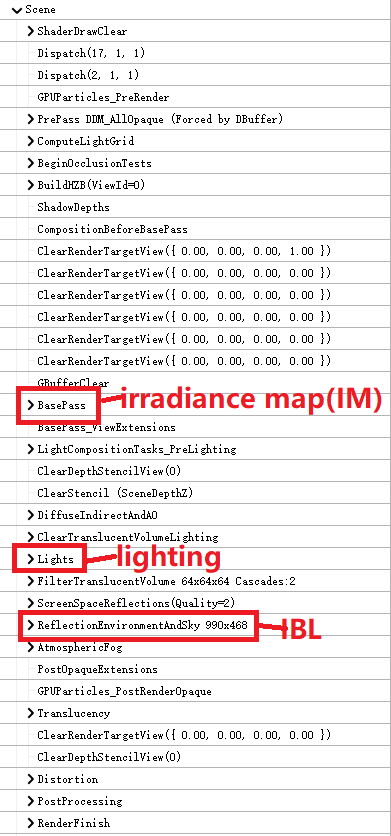 Scene
ShaderDrawClear
Dispatch(17, 1, 1)
Dispatch(2, 1, 1)
GPUParticles_PreRender
PrePass DDM_AllOpaque (Forced by DBuffer)
ComputeLightGrid
BeginOcclusionTests
BuildHZB(ViewId=0)
ShadowDepths
CompositionBeforeBasePass
ClearRenderTargetView({ 0.00, 0.00, 0.00, 1.00 })
ClearRenderTargetView({ 0.00, 0.00, 0.00, 0.00 })
ClearRenderTargetView({ 0.00, 0.00, 0.00, 0.00 })
ClearRenderTargetView({ 0.00, 0.00, 0.00, 0.00 })
ClearRenderTargetView({ 0.00, 0.00, 0.00, 0.00 })
ClearRenderTargetView({ 0.00, 0.00, 0.00, 0.00 })
GBufferClear
BasePass irradiance map(IM)
BasePass_ViewExtensions
LightCompositionTasks_PreLighting
ClearDepthStencilView(0)
ClearStencil (SceneDepthZ)
DiffuseIndirectAndAO
ClearTranslucentVolumeLighting
Lights lighting
FilterTranslucentVolume 64x64x64 Cascades:2
ScreenSpaceReflections(Quality=2)
ReflectionEnvironmentAndSky 990x468 IBL
AtmosphericFog
PostOpaqueExtensions
GPUParticles_PostRenderOpaque
Translucency
ClearRenderTargetView({ 0.00, 0.00, 0.00, 0.00 })
ClearDepthStencilView(0)
Distortion
PostProcessing
RenderFinish